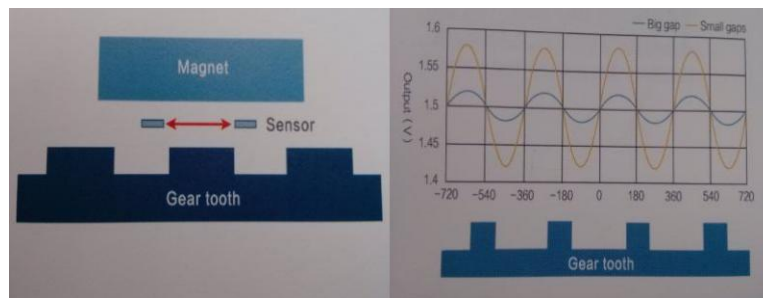 Magnet
Sensor
Gear tooth
Big gap
Small gaps
Output (V)
1.6
1.55
1.5
1.45
1.4
-720 -540 -360 -180 0 180 360 540 720
Gear tooth